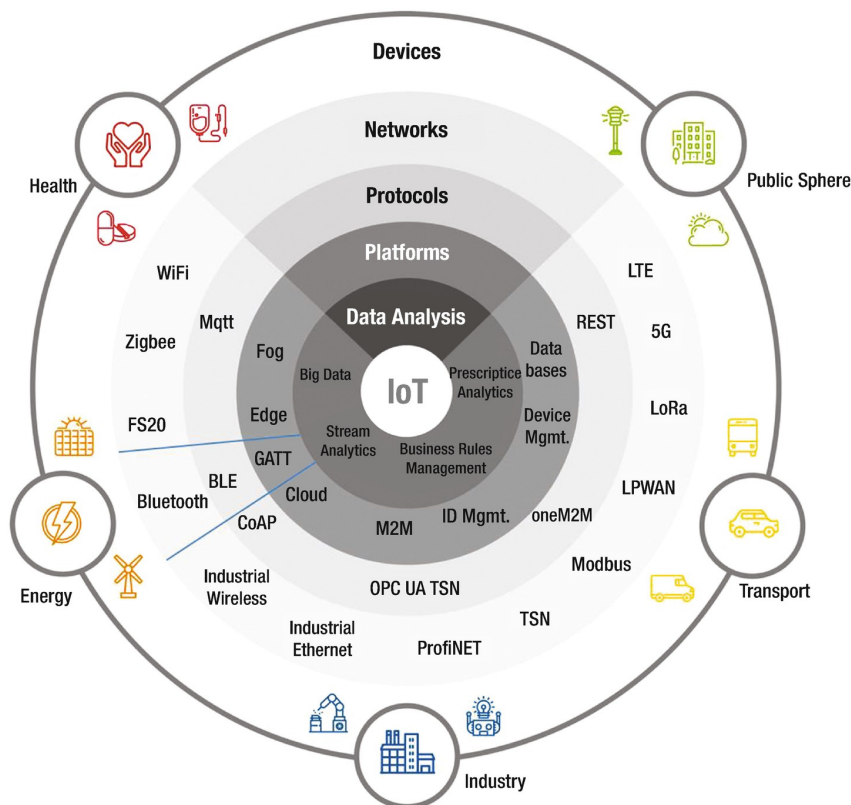 Devices
Networks
Protocols
Platforms
Data Analysis
IoT
Health
Public Sphere
WiFi
LTE
Mqtt
REST
Zigbee
5G
Fog
Data
bases
Big Data
Prescriptice
Analytics
FS20
Edge
LoRa
Device
Mgmt.
Stream
Analytics
Business Rules
Management
GATT
BLE
Bluetooth
Cloud
LPWAN
CoAP
M2M
ID Mgmt.
oneM2M
Modbus
Industrial
Wireless
OPC UA TSN
Energy
Transport
TSN
Industrial
Ethernet
ProfiNET
Industry